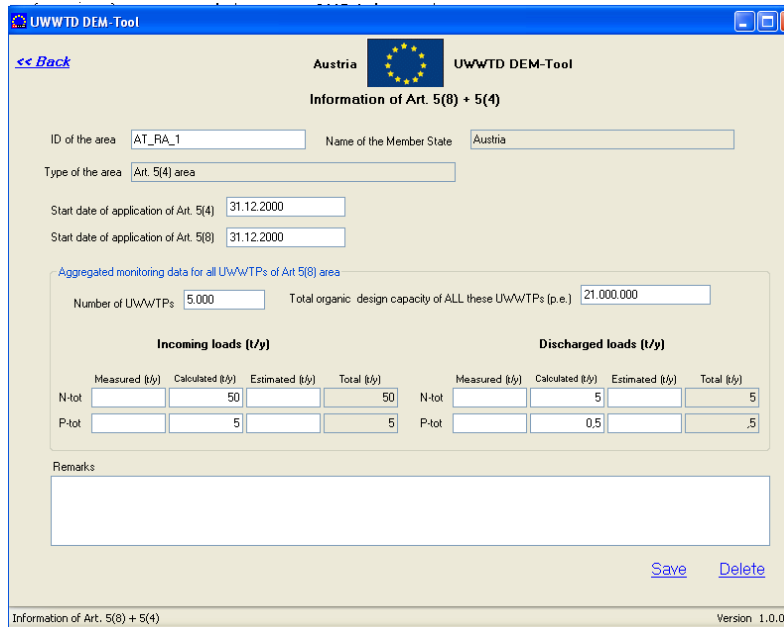 UWWTD DEM-Tool
<< Back
Austria UWWTD DEM-Tool
Information of Art. 5(8) + 5(4)
ID of the area AT_RA_1 Name of the Member State Austria
Type of the area Art. 5(4) area
Start date of application of Art. 5(4) 31.12.2000
Start date of application of Art. 5(8) 31.12.2000
Aggregated monitoring data for all UWWTPs of Art 5(8) area
Number of UWWTPs 5.000 Total organic design capacity of ALL these UWWTPs (p.e.) 21.000.000
Incoming loads (t/y) Discharged loads (t/y)
Measured (t/y) Calculated (t/y) Estimated (t/y) Total (t/y) Measured (t/y) Calculated (t/y) Estimated (t/y) Total (t/y)
N-tot 50 50 N-tot 5 5
P-tot 5 5 P-tot 0,5 ,5
Remarks
Save Delete
Information of Art. 5(8) + 5(4) Version 1.0.0